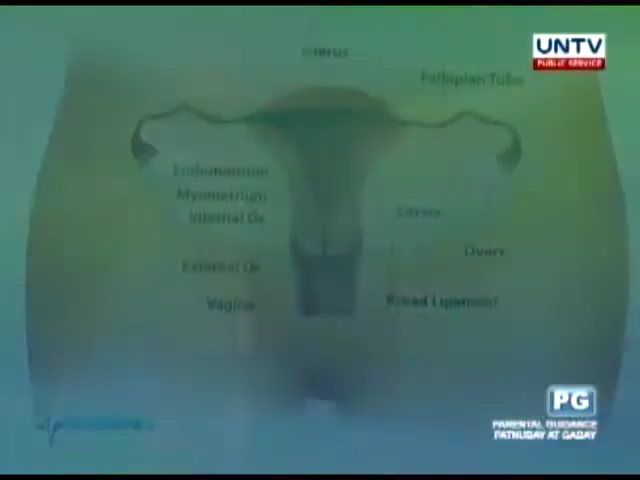 UNTV
PUBLIC SERVICE
Uterus
Fallopian Tube
Endometrium
Myometrium
Internal Os
Cervix
Ovary
External Os
Vagina
Broad Ligament
PG
PARENTAL GUIDANCE
PATNUBAY AT GABAY